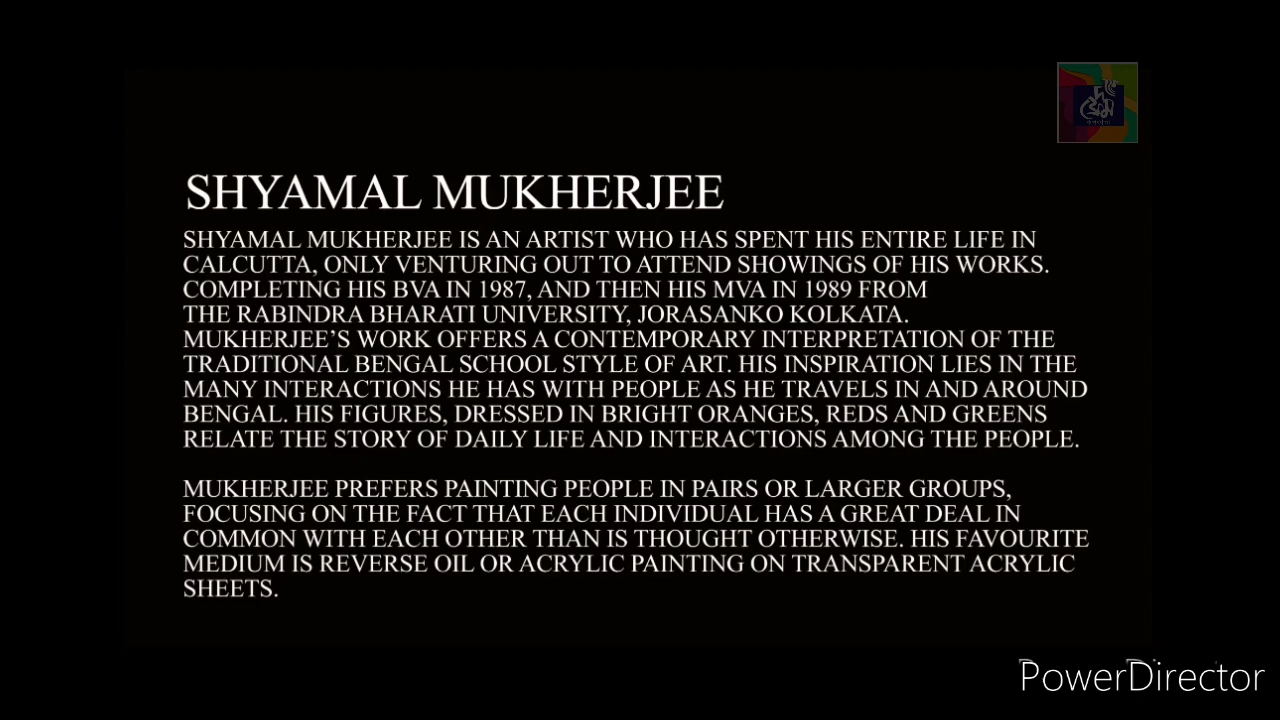 SHYAMAL MUKHERJEE
SHYAMAL MUKHERJEE IS AN ARTIST WHO HAS SPENT HIS ENTIRE LIFE IN
CALCUTTA, ONLY VENTURING OUT TO ATTEND SHOWINGS OF HIS WORKS.
COMPLETING HIS BVA IN 1987, AND THEN HIS MVA IN 1989 FROM
THE RABINDRA BHARATI UNIVERSITY, JORASANKO KOLKATA.
MUKHERJEE’S WORK OFFERS A CONTEMPORARY INTERPRETATION OF THE
TRADITIONAL BENGAL SCHOOL STYLE OF ART. HIS INSPIRATION LIES IN THE
MANY INTERACTIONS HE HAS WITH PEOPLE AS HE TRAVELS IN AND AROUND
BENGAL. HIS FIGURES, DRESSED IN BRIGHT ORANGES, REDS AND GREENS
RELATE THE STORY OF DAILY LIFE AND INTERACTIONS AMONG THE PEOPLE.
MUKHERJEE PREFERS PAINTING PEOPLE IN PAIRS OR LARGER GROUPS,
FOCUSING ON THE FACT THAT EACH INDIVIDUAL HAS A GREAT DEAL IN
COMMON WITH EACH OTHER THAN IS THOUGHT OTHERWISE. HIS FAVOURITE
MEDIUM IS REVERSE OIL OR ACRYLIC PAINTING ON TRANSPARENT ACRYLIC
SHEETS.
PowerDirector